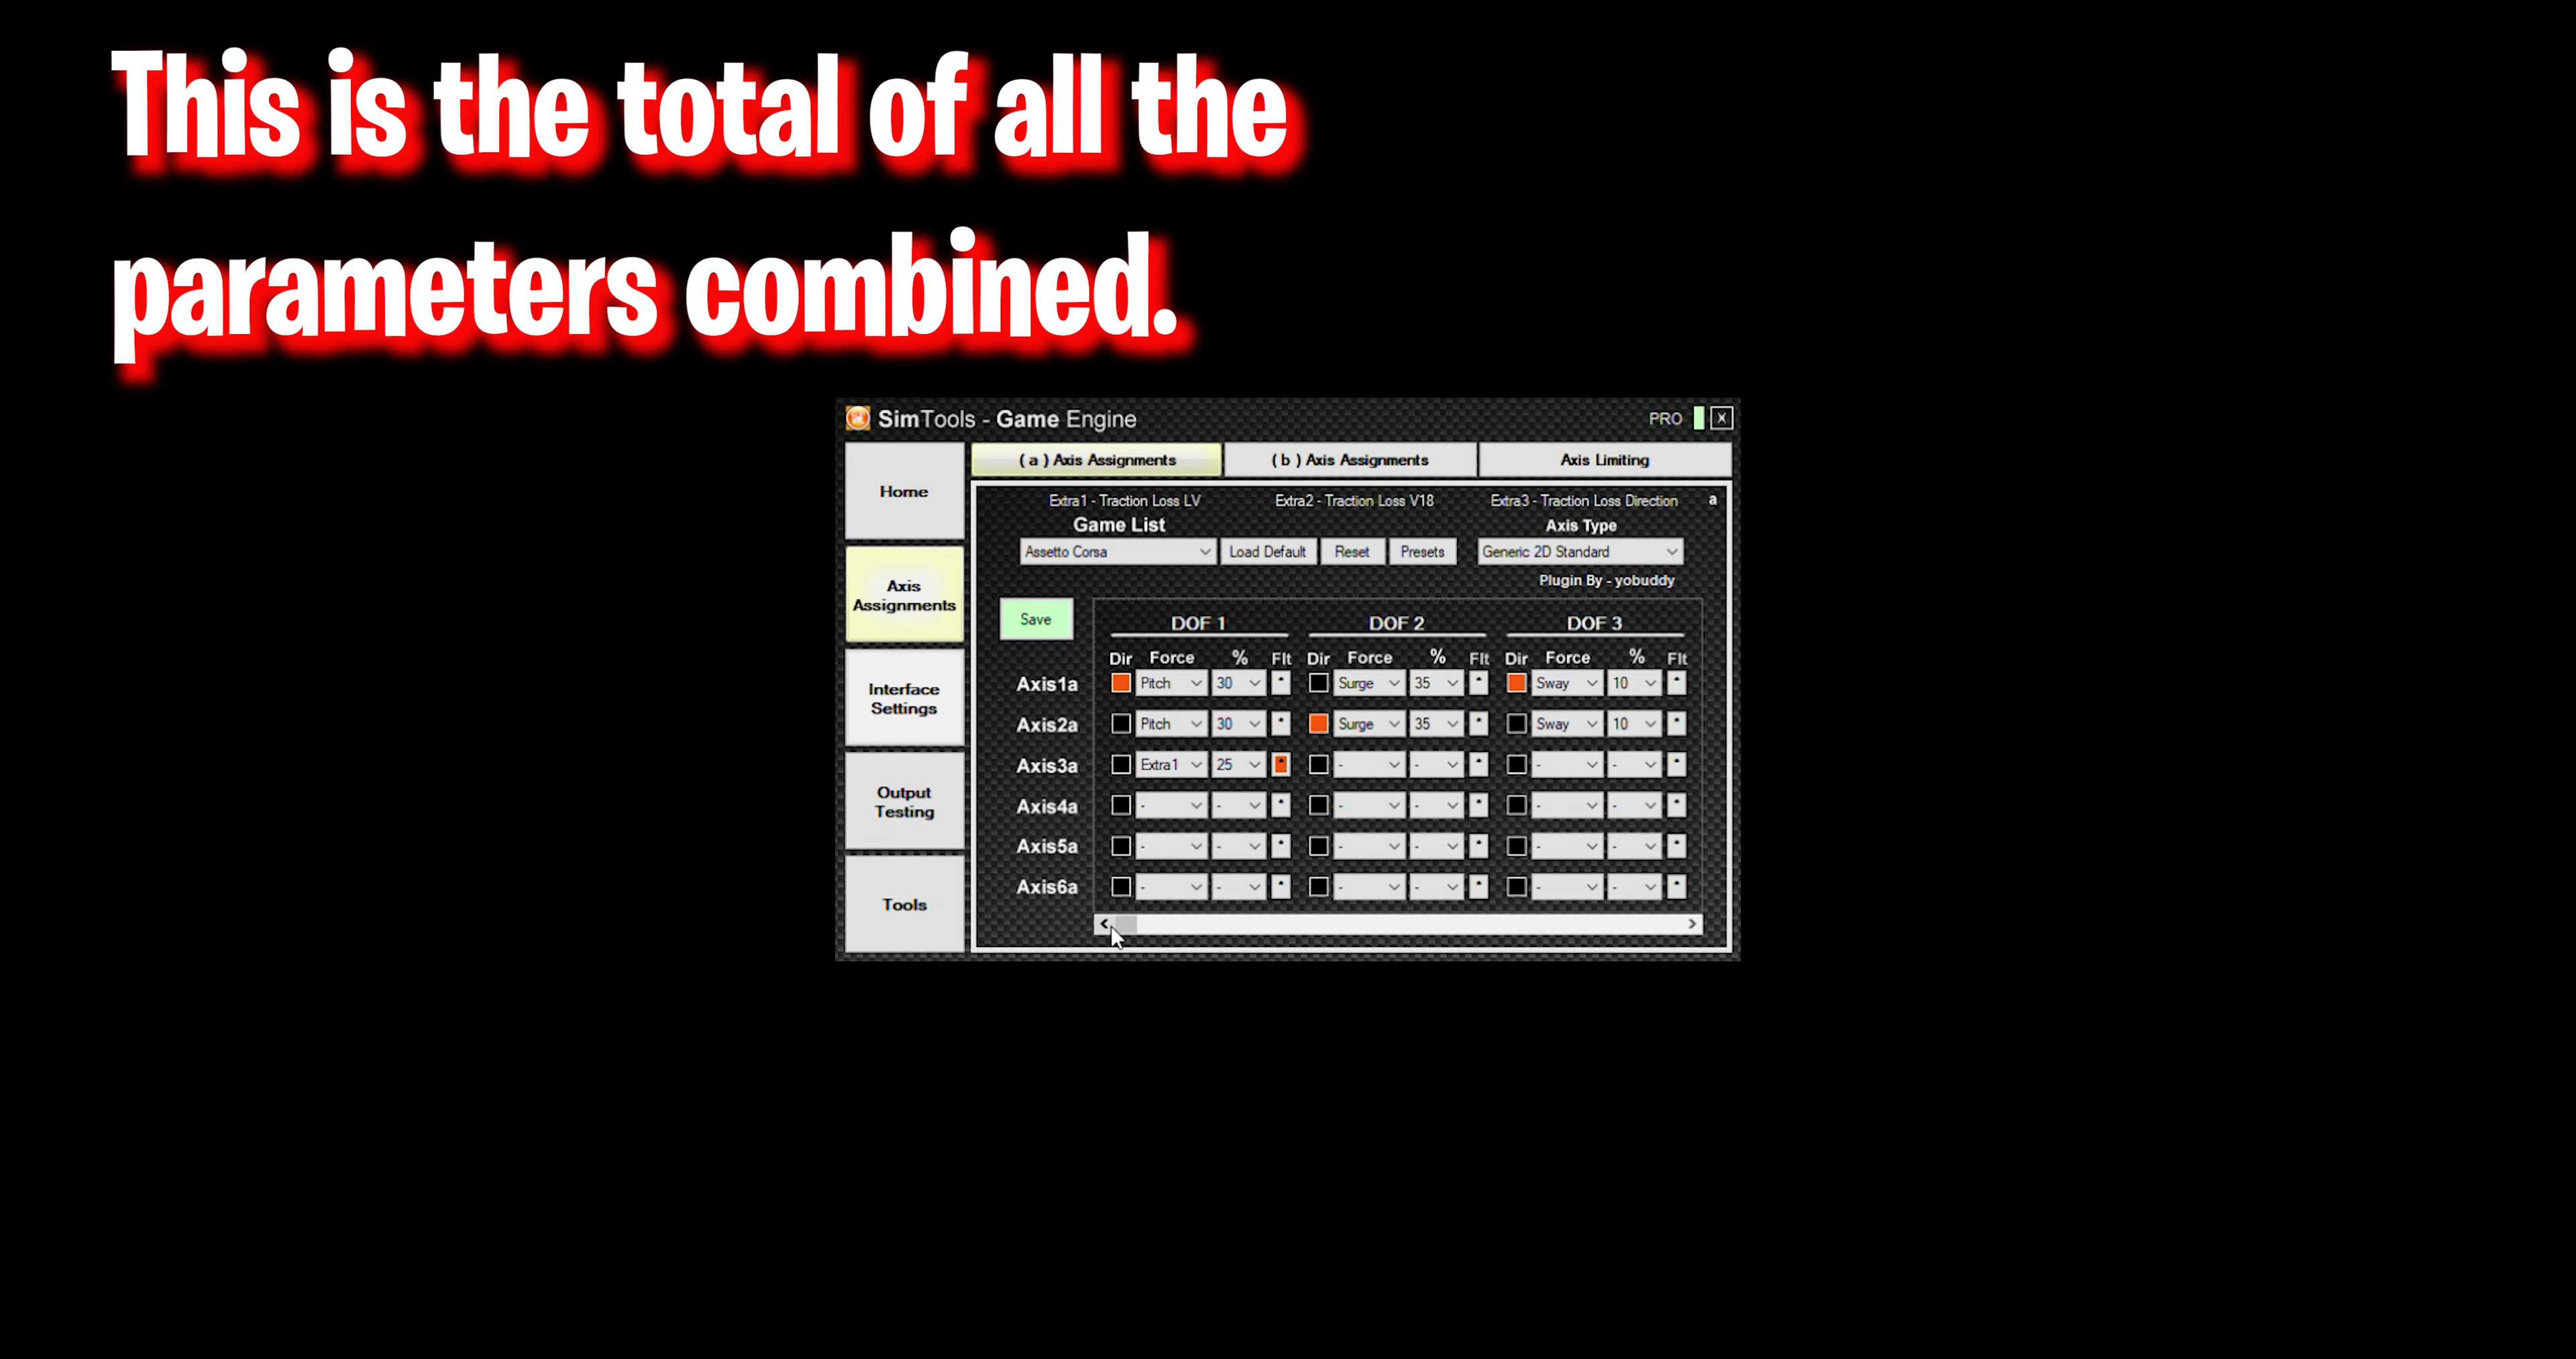 This is the total of all the
parameters combined.
SimTools - Game Engine
PRO
X
Home
Axis
Assignments
Interface
Settings
Output
Testing
Tools
( a ) Axis Assignments
( b ) Axis Assignments
Axis Limiting
Extra1 - Traction Loss LV
Extra2 - Traction Loss V18
Extra3 - Traction Loss Direction
a
Game List
Axis Type
Assetto Corsa
Load Default
Reset
Presets
Generic 2D Standard
Plugin By - yobuddy
Save
DOF 1 DOF 2 DOF 3
Dir Force % Flt Dir Force % Flt Dir Force % Flt
Axis1a Pitch 30 * Surge 35 * Sway 10 *
Axis2a Pitch 30 * Surge 35 * Sway 10 *
Axis3a Extra1 25 * - - * - - *
Axis4a - - * - - * - - *
Axis5a - - * - - * - - *
Axis6a - - * - - * - - *